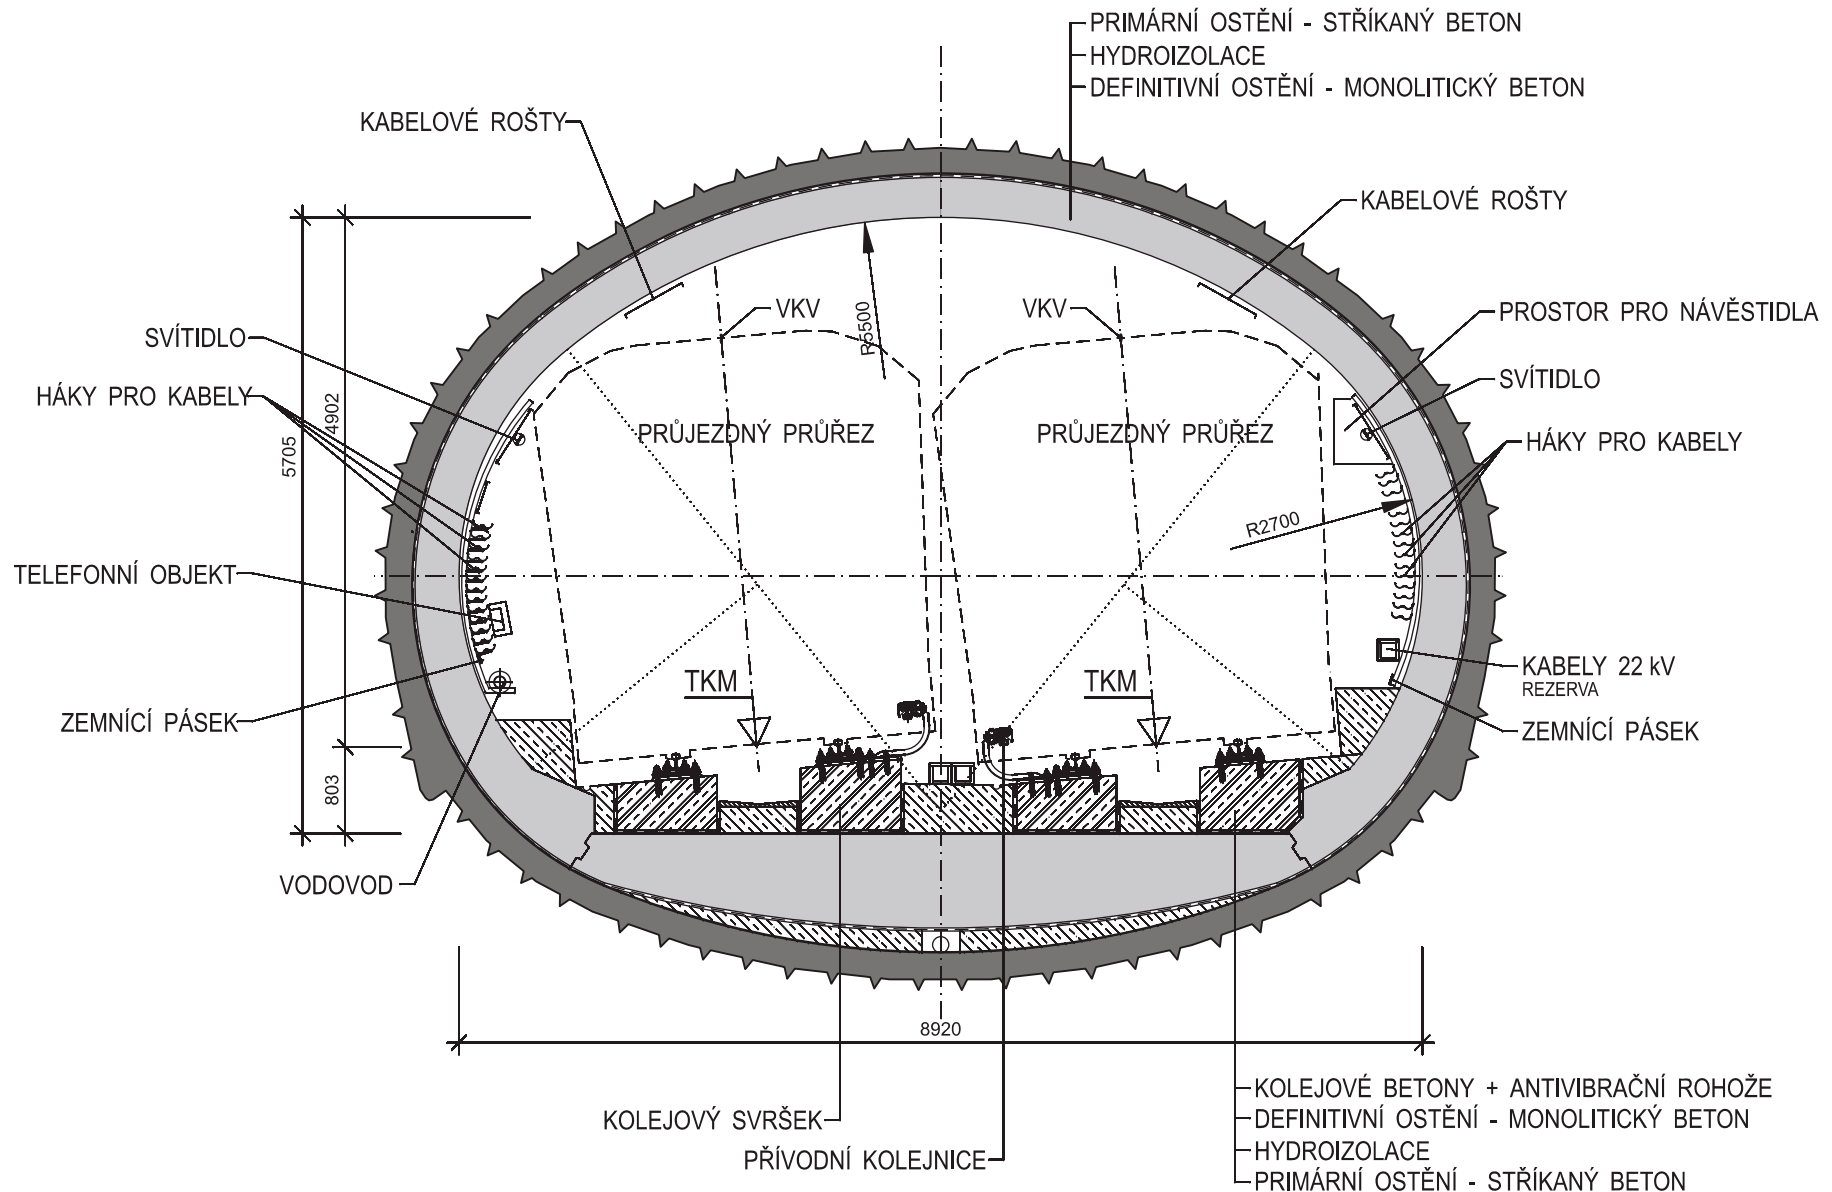 PRIMÁRNÍ OSTĚNÍ - STŘÍKANÝ BETON
HYDROIZOLACE
DEFINITIVNÍ OSTĚNÍ - MONOLITICKÝ BETON
KABELOVÉ ROŠTY
KABELOVÉ ROŠTY
VKV
VKV
PROSTOR PRO NÁVĚSTIDLA
R5500
SVÍTIDLO
SVÍTIDLO
HÁKY PRO KABELY
4902
5705
PRŮJEZDNÝ PRŮŘEZ
PRŮJEZDNÝ PRŮŘEZ
HÁKY PRO KABELY
R2700
TELEFONNÍ OBJEKT
TKM
TKM
KABELY 22 kV
REZERVA
ZEMNÍCÍ PÁSEK
ZEMNÍCÍ PÁSEK
803
VODOVOD
8920
KOLEJOVÝ SVRŠEK
PŘÍVODNÍ KOLEJNICE
KOLEJOVÉ BETONY + ANTIVIBRAČNÍ ROHOŽE
DEFINITIVNÍ OSTĚNÍ - MONOLITICKÝ BETON
HYDROIZOLACE
PRIMÁRNÍ OSTĚNÍ - STŘÍKANÝ BETON